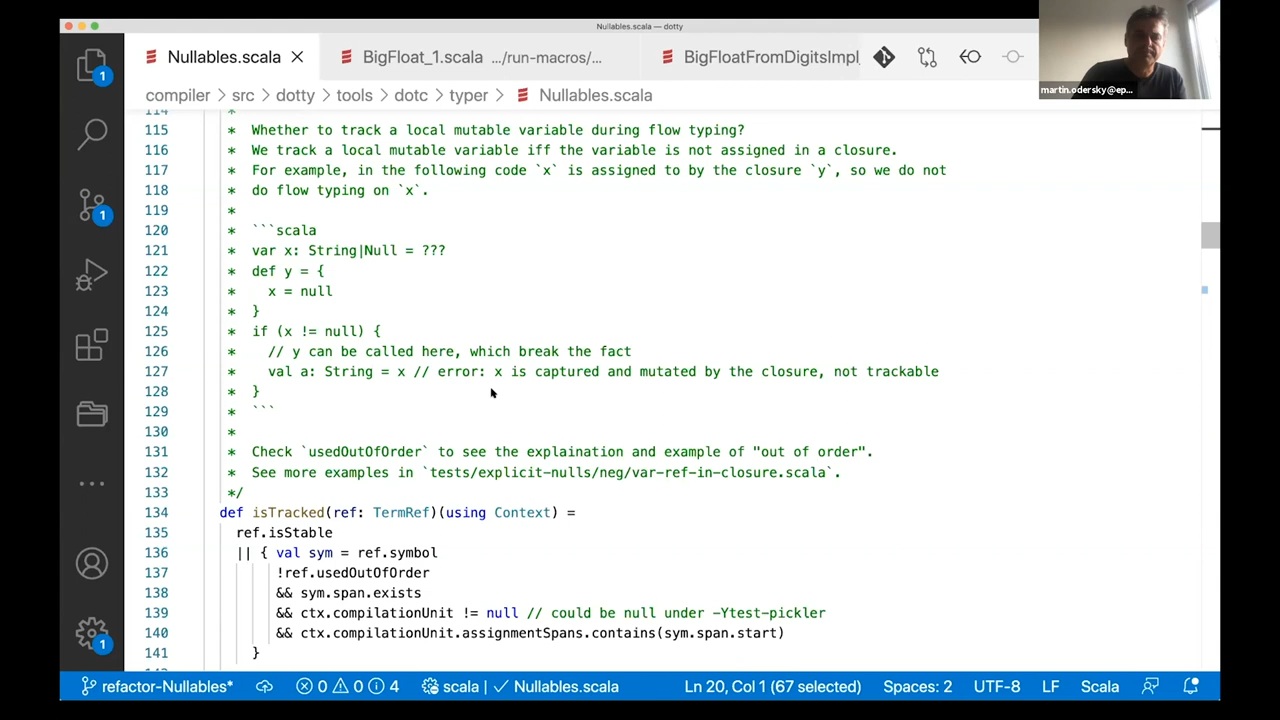 Nullables.scala — dotty
Nullables.scala
BigFloat_1.scala .../run-macros/...
BigFloatFromDigitsImpl
martin.odersky@ep...
compiler > src > dotty > tools > dotc > typer > Nullables.scala
114 *
115 * Whether to track a local mutable variable during flow typing?
116 * We track a local mutable variable iff the variable is not assigned in a closure.
117 * For example, in the following code `x` is assigned to by the closure `y`, so we do not
118 * do flow typing on `x`.
119 *
120 * ```scala
121 * var x: String|Null = ???
122 * def y = {
123 * x = null
124 * }
125 * if (x != null) {
126 * // y can be called here, which break the fact
127 * val a: String = x // error: x is captured and mutated by the closure, not trackable
128 * }
129 * ```
130 *
131 * Check `usedOutOfOrder` to see the explaination and example of "out of order".
132 * See more examples in `tests/explicit-nulls/neg/var-ref-in-closure.scala`.
133 */
134 def isTracked(ref: TermRef)(using Context) =
135 ref.isStable
136 || { val sym = ref.symbol
137 !ref.usedOutOfOrder
138 && sym.span.exists
139 && ctx.compilationUnit != null // could be null under -Ytest-pickler
140 && ctx.compilationUnit.assignmentSpans.contains(sym.span.start)
141 }
1
1
1
refactor-Nullables* 0 0 4 scala | ✓ Nullables.scala Ln 20, Col 1 (67 selected) Spaces: 2 UTF-8 LF Scala